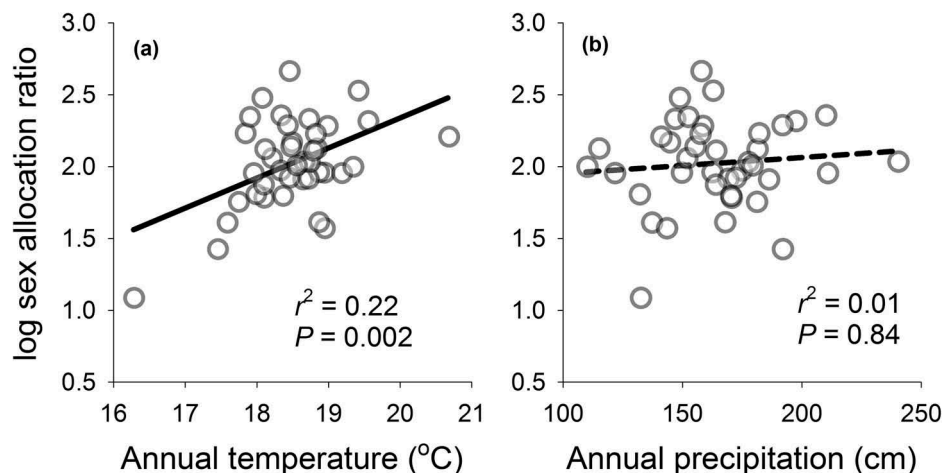 log sex allocation ratio
3.0
2.5
2.0
1.5
1.0
0.5
(a)
r² = 0.22
P = 0.002
16 17 18 19 20 21
Annual temperature (°C)
3.0
2.5
2.0
1.5
1.0
0.5
(b)
r² = 0.01
P = 0.84
100 150 200 250
Annual precipitation (cm)